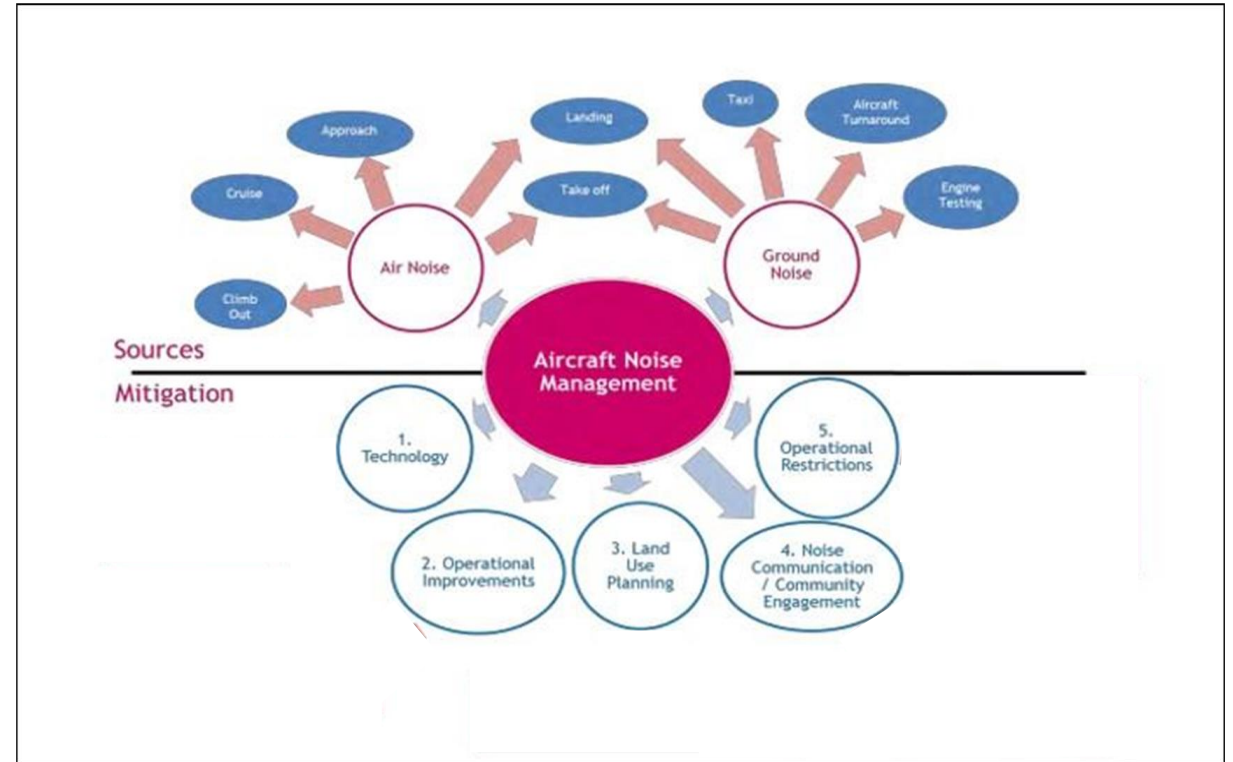 Taxi
Aircraft
Turnaround
Landing
Approach
Take off
Cruise
Engine
Testing
Air Noise
Ground
Noise
Climb
Out
Sources
Aircraft Noise
Management
Mitigation
1.
Technology
5.
Operational
Restrictions
2. Operational
Improvements
3. Land
Use
Planning
4. Noise
Communication
/ Community
Engagement